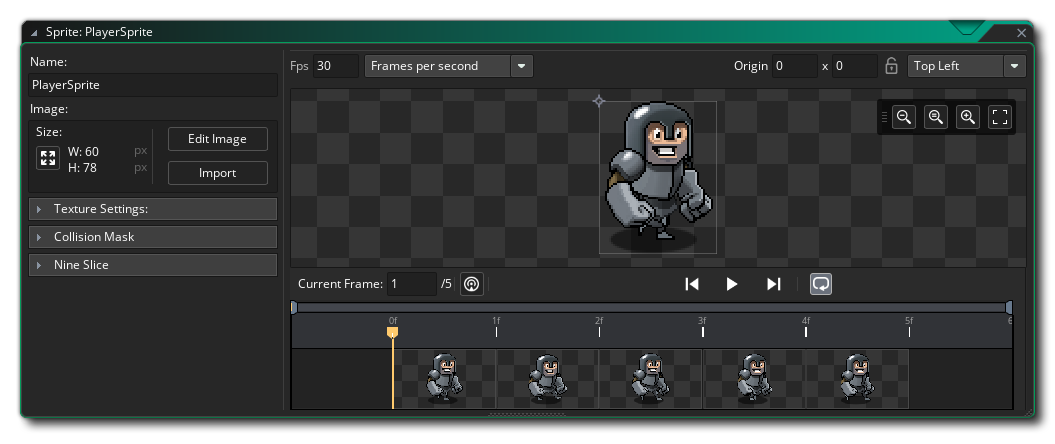 Sprite: PlayerSprite
Name:
PlayerSprite
Image:
Size:
W: 60 px
H: 78 px
Edit Image
Import
Texture Settings:
Collision Mask
Nine Slice
Fps 30 Frames per second Origin 0 x 0 Top Left
Current Frame: 1 /5
0f 1f 2f 3f 4f 5f 6